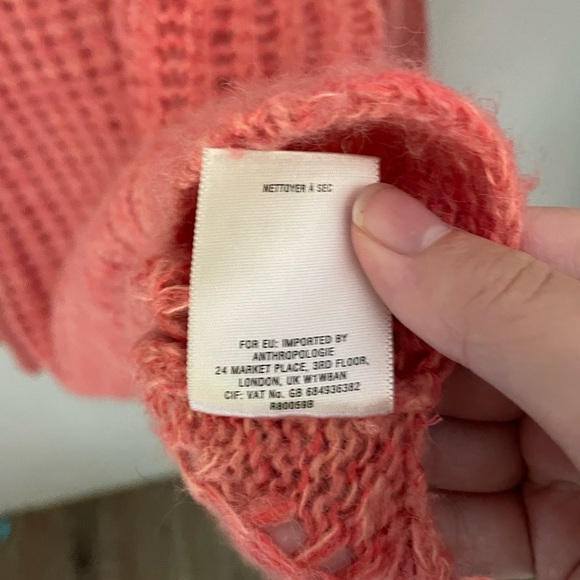 NETTOYER À SEC
FOR EU: IMPORTED BY
ANTHROPOLOGIE
24 MARKET PLACE, 3RD FLOOR,
LONDON, UK W1W8AN
CIF: VAT No. GB 684936382
R80059B